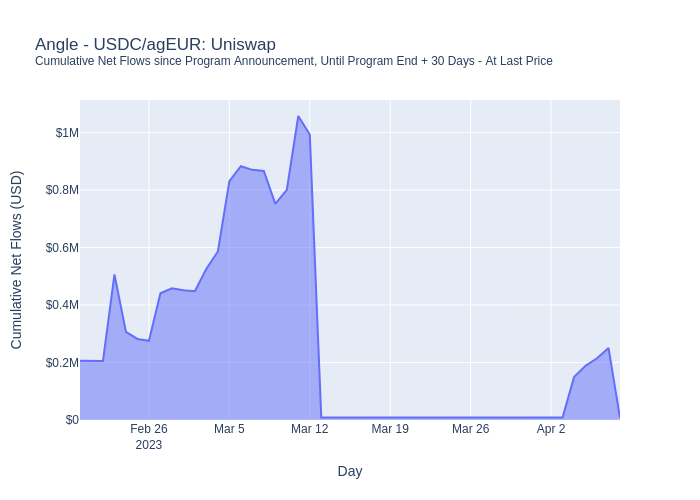 Angle - USDC/agEUR: Uniswap
Cumulative Net Flows since Program Announcement, Until Program End + 30 Days - At Last Price
Cumulative Net Flows (USD)
$1M
$0.8M
$0.6M
$0.4M
$0.2M
$0
Feb 26
2023
Mar 5
Mar 12
Mar 19
Mar 26
Apr 2
Day